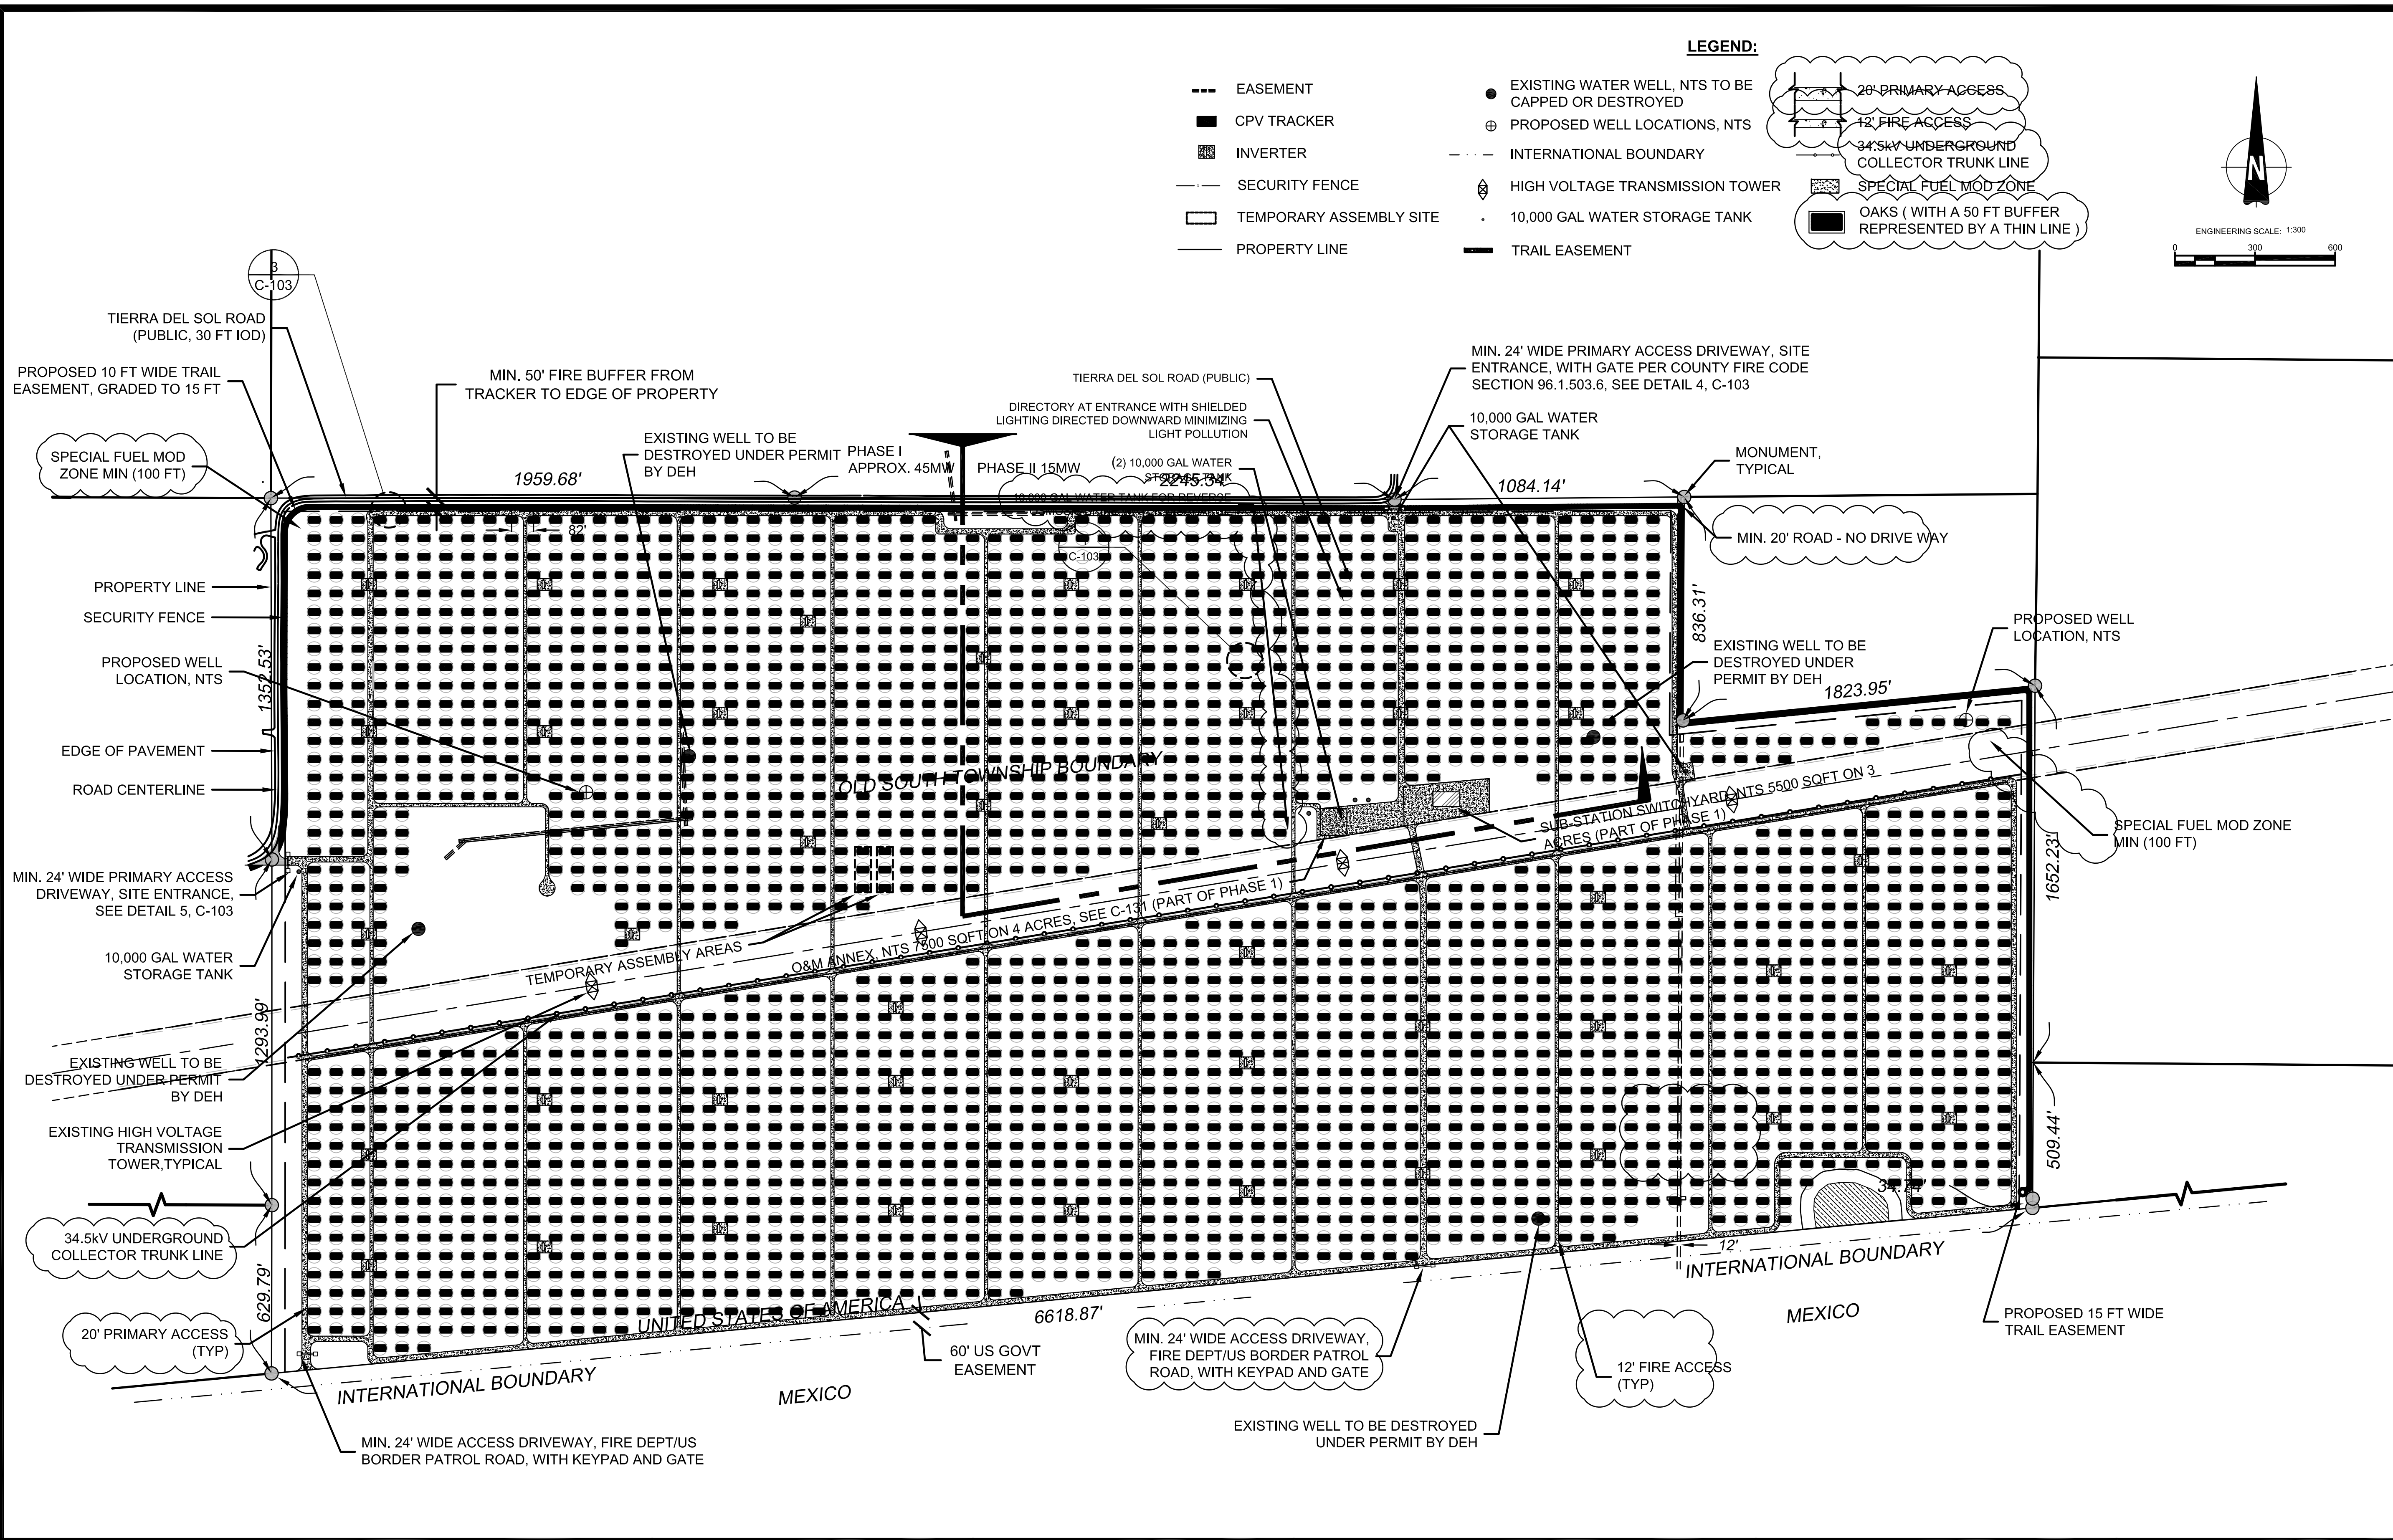 LEGEND:
EASEMENT
CPV TRACKER
INVERTER
SECURITY FENCE
TEMPORARY ASSEMBLY SITE
PROPERTY LINE
EXISTING WATER WELL, NTS TO BE
CAPPED OR DESTROYED
PROPOSED WELL LOCATIONS, NTS
INTERNATIONAL BOUNDARY
HIGH VOLTAGE TRANSMISSION TOWER
10,000 GAL WATER STORAGE TANK
TRAIL EASEMENT
20' PRIMARY ACCESS
12' FIRE ACCESS
34.5kV UNDERGROUND
COLLECTOR TRUNK LINE
SPECIAL FUEL MOD ZONE
OAKS ( WITH A 50 FT BUFFER
REPRESENTED BY A THIN LINE )
N
ENGINEERING SCALE: 1:300
0 300 600
3
C-103
TIERRA DEL SOL ROAD
(PUBLIC, 30 FT IOD)
PROPOSED 10 FT WIDE TRAIL
EASEMENT, GRADED TO 15 FT
SPECIAL FUEL MOD
ZONE MIN (100 FT)
MIN. 50' FIRE BUFFER FROM
TRACKER TO EDGE OF PROPERTY
1959.68'
EXISTING WELL TO BE
DESTROYED UNDER PERMIT
BY DEH
PHASE I
APPROX. 45MW
PHASE II 15MW
TIERRA DEL SOL ROAD (PUBLIC)
DIRECTORY AT ENTRANCE WITH SHIELDED
LIGHTING DIRECTED DOWNWARD MINIMIZING
LIGHT POLLUTION
(2) 10,000 GAL WATER
STORAGE TANK
2245.34'
10,000 GAL WATER TANK FOR REVERSE
MIN. 24' WIDE PRIMARY ACCESS DRIVEWAY, SITE
ENTRANCE, WITH GATE PER COUNTY FIRE CODE
SECTION 96.1.503.6, SEE DETAIL 4, C-103
10,000 GAL WATER
STORAGE TANK
MONUMENT,
TYPICAL
1084.14'
MIN. 20' ROAD - NO DRIVE WAY
82'
C-103
PROPERTY LINE
SECURITY FENCE
PROPOSED WELL
LOCATION, NTS
1352.53'
EDGE OF PAVEMENT
ROAD CENTERLINE
836.31'
EXISTING WELL TO BE
DESTROYED UNDER
PERMIT BY DEH
PROPOSED WELL
LOCATION, NTS
1823.95'
OLD SOUTH TOWNSHIP BOUNDARY
SUB-STATION SWITCHYARD NTS 5500 SQFT ON 3
ACRES (PART OF PHASE 1)
SPECIAL FUEL MOD ZONE
MIN (100 FT)
1652.23'
MIN. 24' WIDE PRIMARY ACCESS
DRIVEWAY, SITE ENTRANCE,
SEE DETAIL 5, C-103
10,000 GAL WATER
STORAGE TANK
TEMPORARY ASSEMBLY AREAS
O&M ANNEX, NTS 7500 SQFT ON 4 ACRES, SEE C-131 (PART OF PHASE 1)
1293.99'
EXISTING WELL TO BE
DESTROYED UNDER PERMIT
BY DEH
EXISTING HIGH VOLTAGE
TRANSMISSION
TOWER,TYPICAL
34.5kV UNDERGROUND
COLLECTOR TRUNK LINE
629.79'
20' PRIMARY ACCESS
(TYP)
509.44'
34.74'
12'
INTERNATIONAL BOUNDARY
MEXICO
PROPOSED 15 FT WIDE
TRAIL EASEMENT
UNITED STATES OF AMERICA
6618.87'
60' US GOVT
EASEMENT
MIN. 24' WIDE ACCESS DRIVEWAY,
FIRE DEPT/US BORDER PATROL
ROAD, WITH KEYPAD AND GATE
12' FIRE ACCESS
(TYP)
INTERNATIONAL BOUNDARY
MEXICO
EXISTING WELL TO BE DESTROYED
UNDER PERMIT BY DEH
MIN. 24' WIDE ACCESS DRIVEWAY, FIRE DEPT/US
BORDER PATROL ROAD, WITH KEYPAD AND GATE